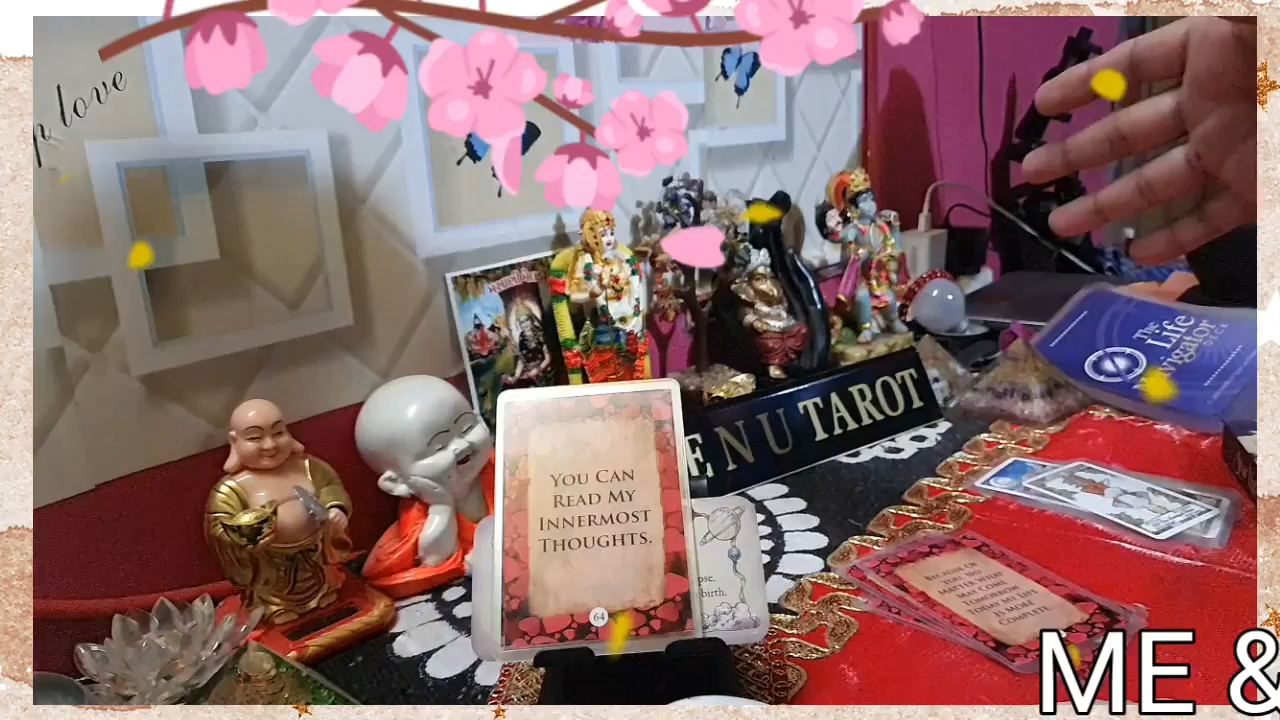 love
The
Life
Navigator
DECK
ENU TAROT
YOU CAN
READ MY
INNERMOST
THOUGHTS.
64
birth.
BECAUSE OF
YOU, NO
MATTER WHAT
MAY COME
TOMORROW,
TODAY MY LIFE
IS MORE
COMPLETE.
ME &